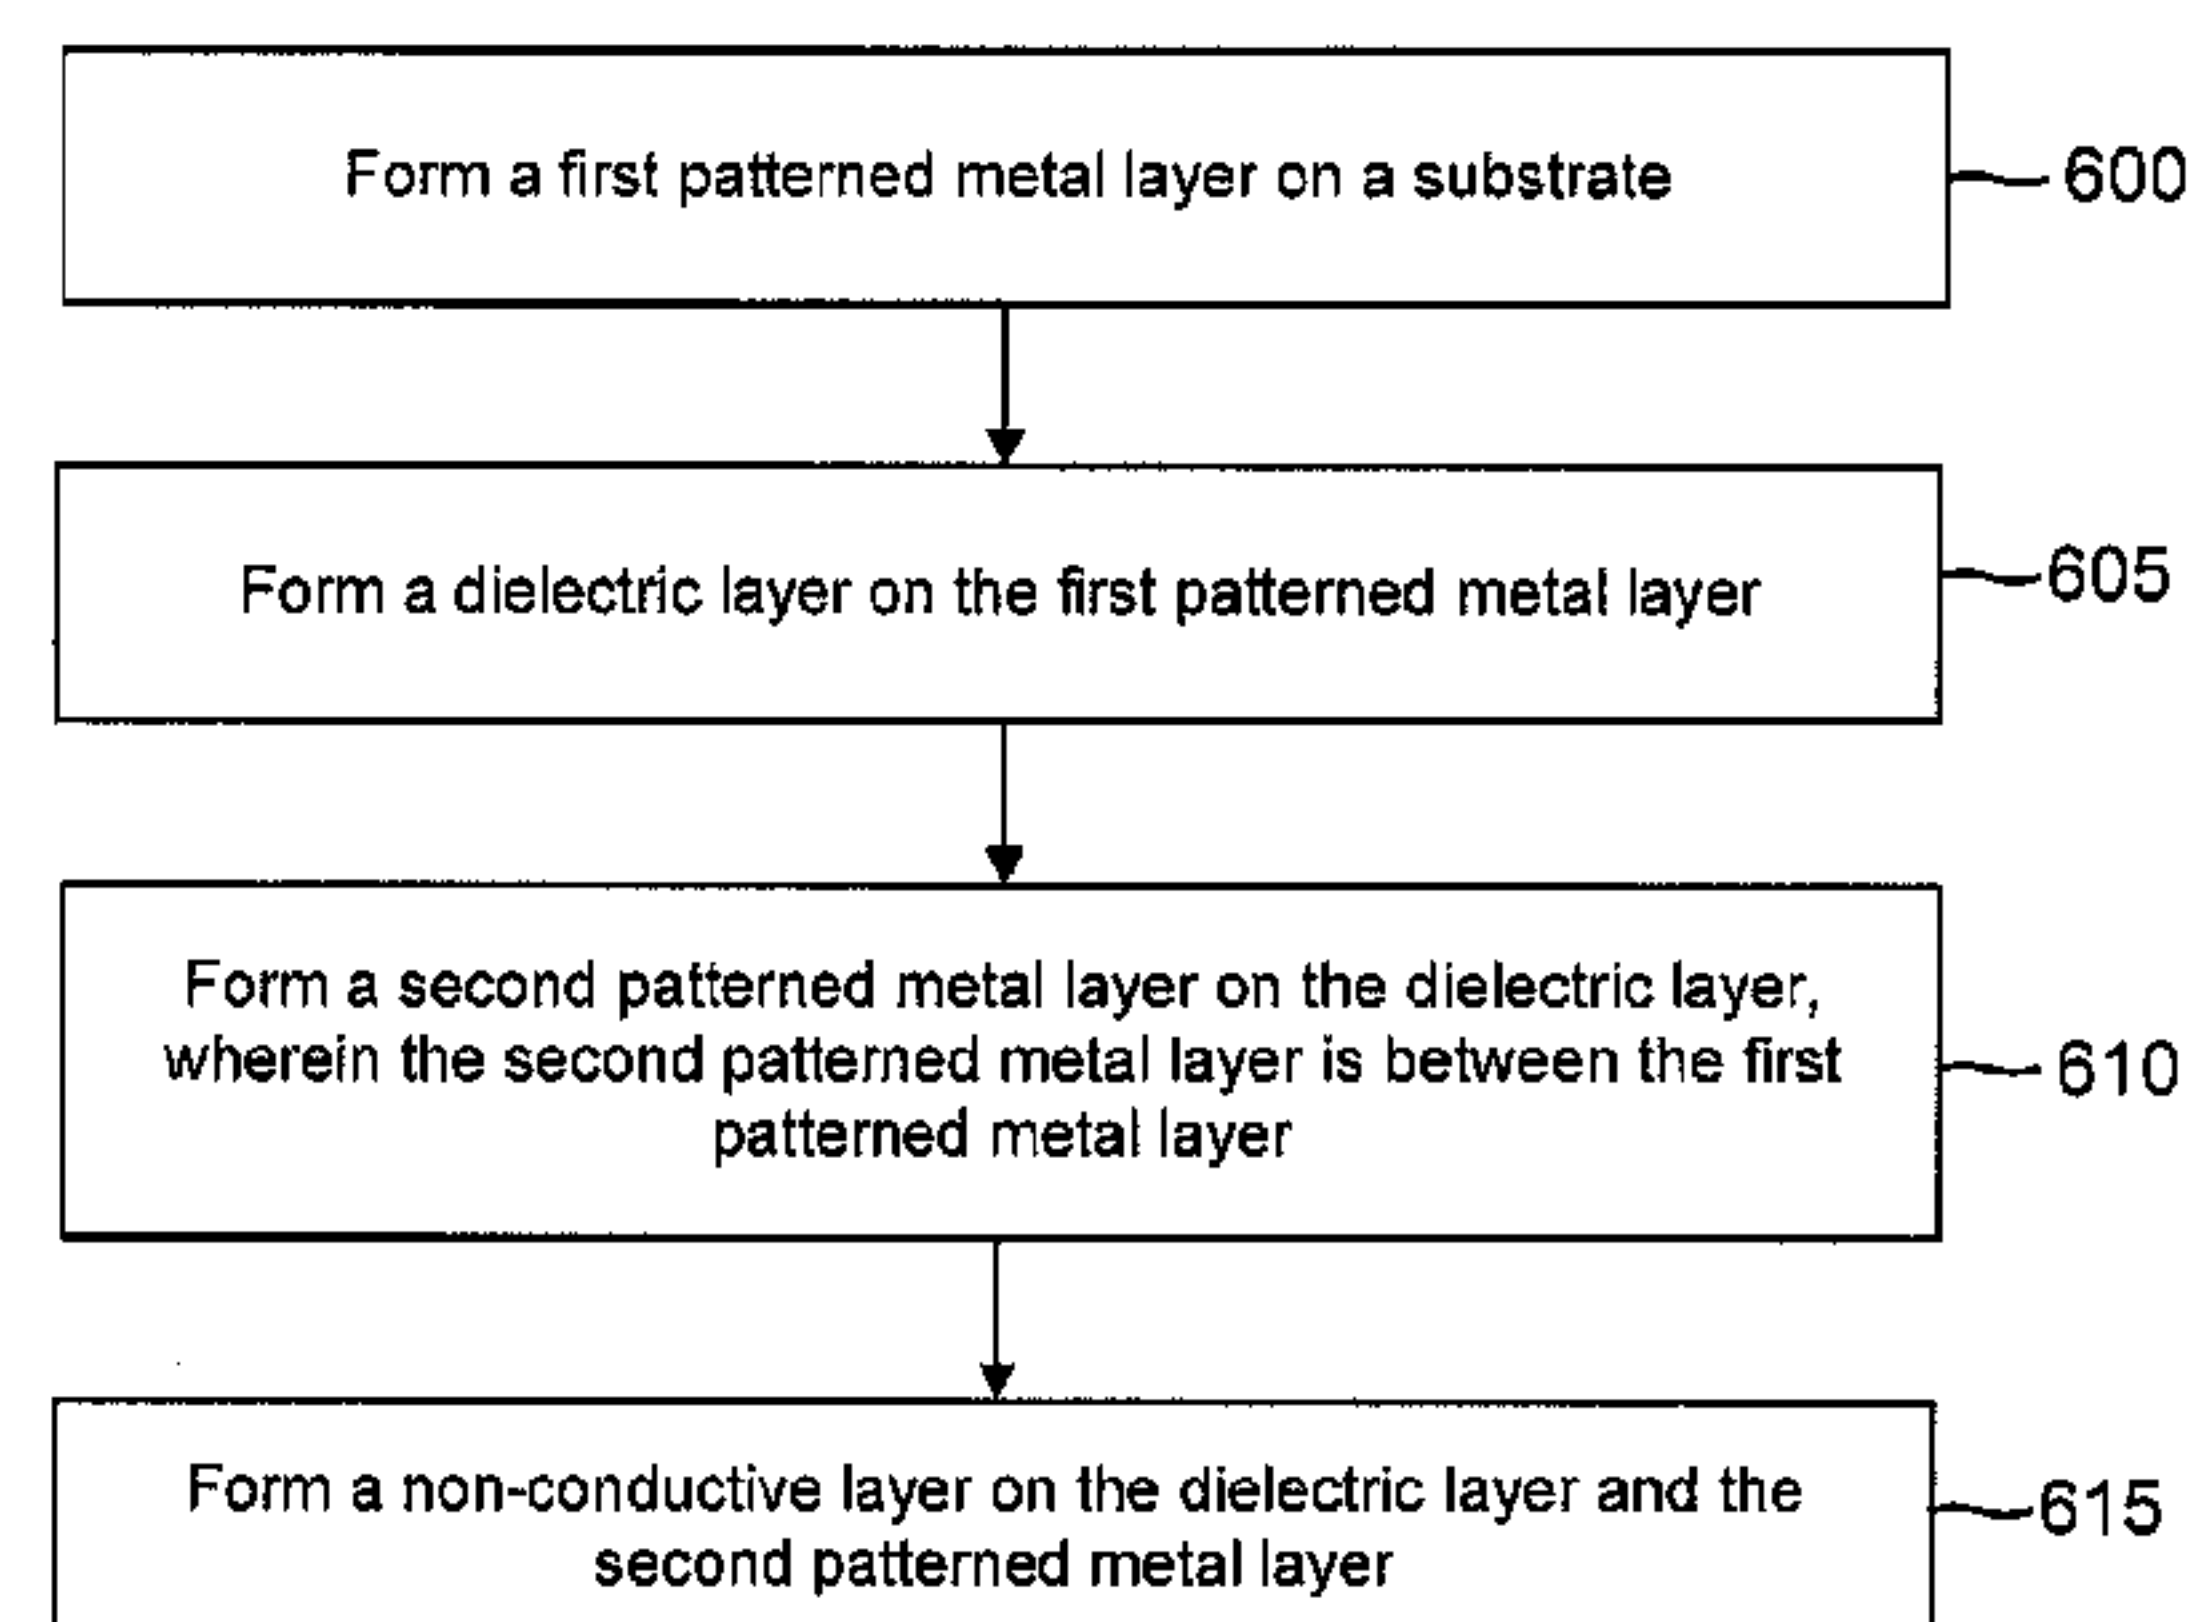 Form a first patterned metal layer on a substrate
600
Form a dielectric layer on the first patterned metal layer
605
Form a second patterned metal layer on the dielectric layer,
wherein the second patterned metal layer is between the first
patterned metal layer
610
Form a non-conductive layer on the dielectric layer and the
second patterned metal layer
615